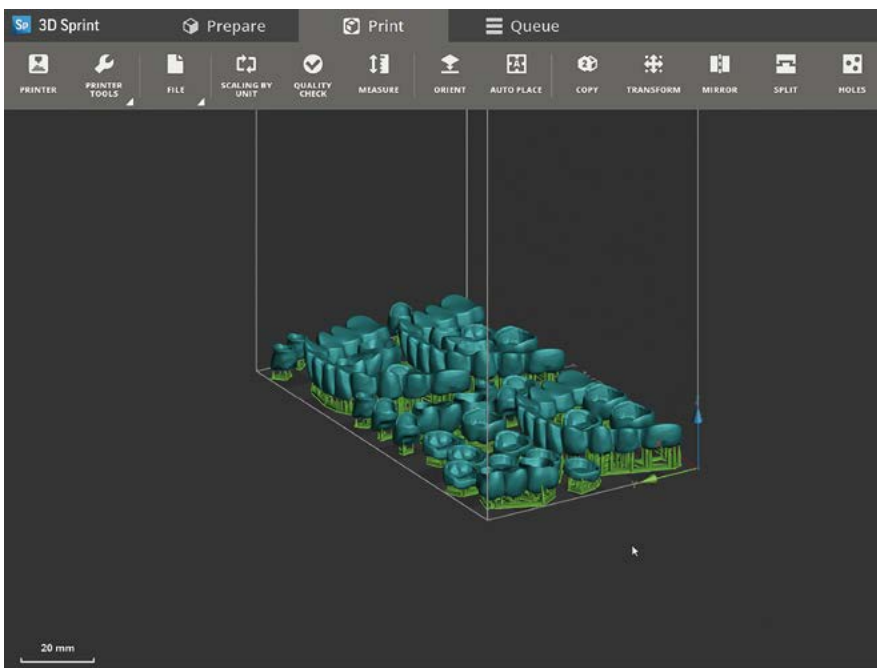 Sp 3D Sprint
Prepare
Print
Queue
PRINTER
PRINTER
TOOLS
FILE
SCALING BY
UNIT
QUALITY
CHECK
MEASURE
ORIENT
AUTO PLACE
COPY
TRANSFORM
MIRROR
SPLIT
HOLES
20 mm